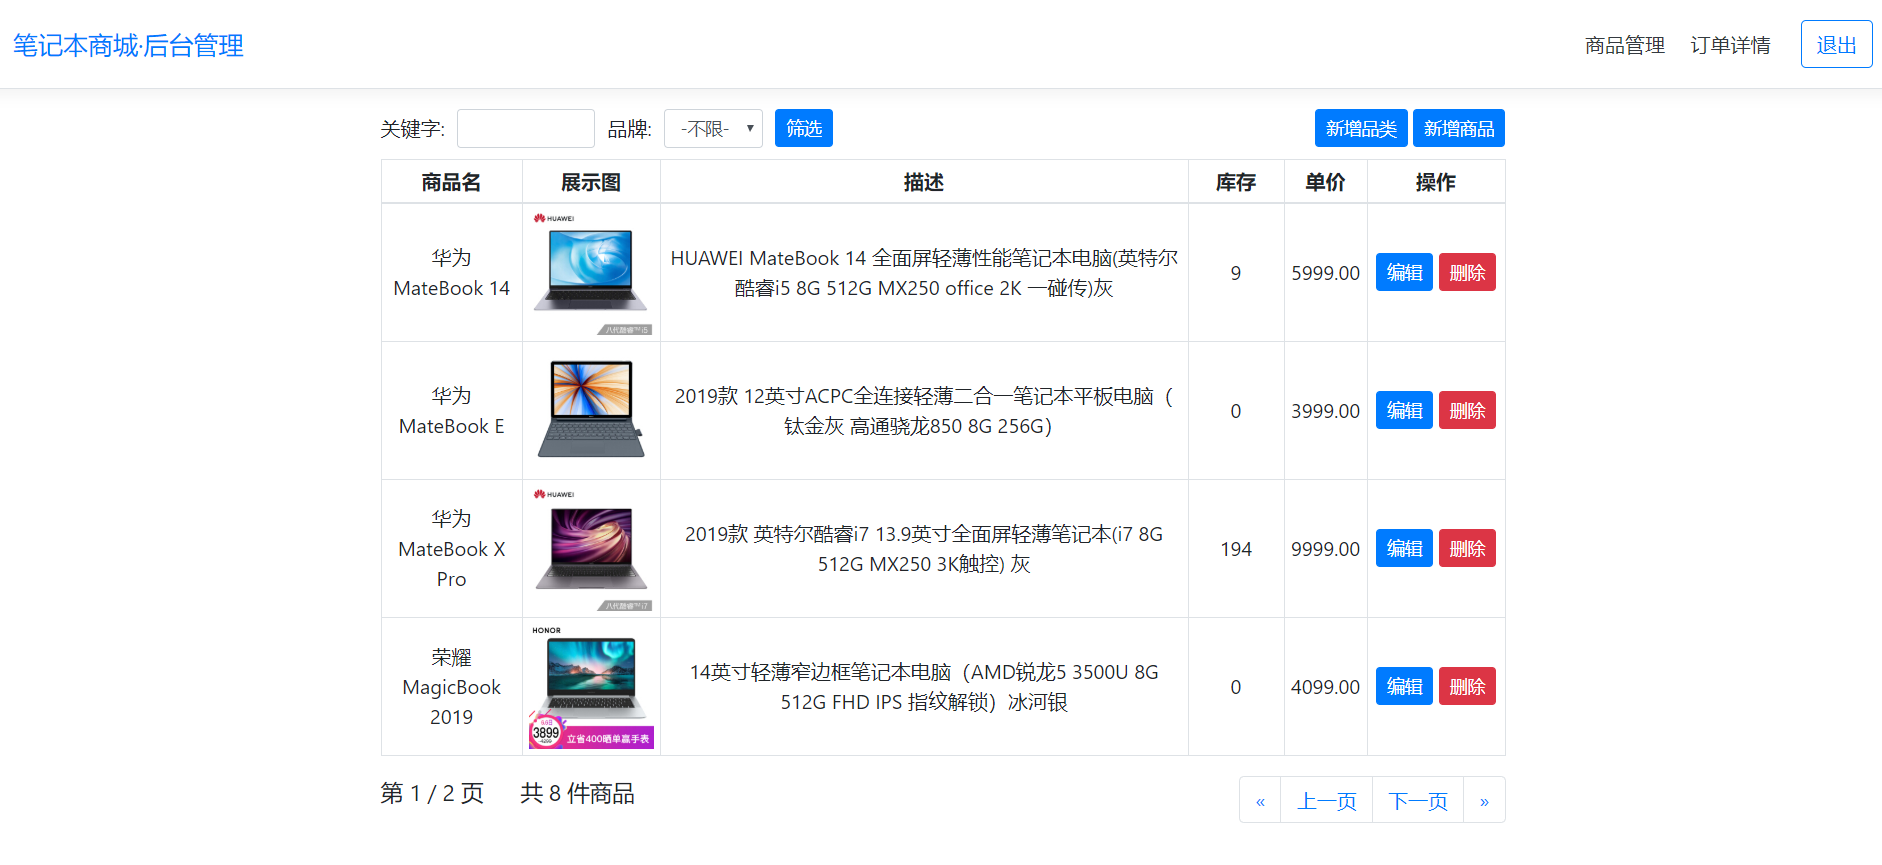 笔记本商城·后台管理
商品管理 订单详情 退出
关键字: 品牌: -不限- 筛选 新增品类 新增商品
商品名 展示图 描述 库存 单价 操作
华为
MateBook 14
HUAWEI
八代酷睿™i5
HUAWEI MateBook 14 全面屏轻薄性能笔记本电脑(英特尔
酷睿i5 8G 512G MX250 office 2K 一碰传)灰
9 5999.00 编辑 删除
华为
MateBook E
2019款 12英寸ACPC全连接轻薄二合一笔记本平板电脑（
钛金灰 高通骁龙850 8G 256G）
0 3999.00 编辑 删除
华为
MateBook X
Pro
HUAWEI
八代酷睿™i7
2019款 英特尔酷睿i7 13.9英寸全面屏轻薄笔记本(i7 8G
512G MX250 3K触控) 灰
194 9999.00 编辑 删除
荣耀
MagicBook
2019
HONOR
3899
4299
立省400晒单赢手表
14英寸轻薄窄边框笔记本电脑（AMD锐龙5 3500U 8G
512G FHD IPS 指纹解锁）冰河银
0 4099.00 编辑 删除
第 1 / 2 页 共 8 件商品
« 上一页 下一页 »